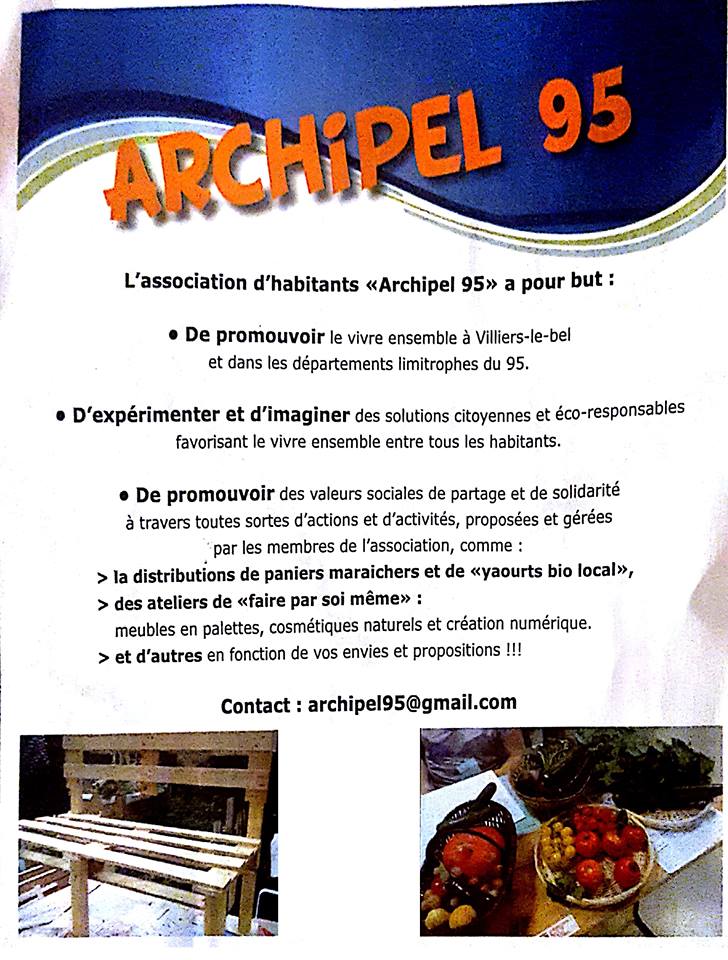 ARCHiPEL 95
L'association d'habitants «Archipel 95» a pour but :
• De promouvoir le vivre ensemble à Villiers-le-bel
et dans les départements limitrophes du 95.
• D'expérimenter et d'imaginer des solutions citoyennes et éco-responsables
favorisant le vivre ensemble entre tous les habitants.
• De promouvoir des valeurs sociales de partage et de solidarité
à travers toutes sortes d'actions et d'activités, proposées et gérées
par les membres de l'association, comme :
> la distributions de paniers maraichers et de «yaourts bio local»,
> des ateliers de «faire par soi même» :
meubles en palettes, cosmétiques naturels et création numérique.
> et d'autres en fonction de vos envies et propositions !!!
Contact : archipel95@gmail.com